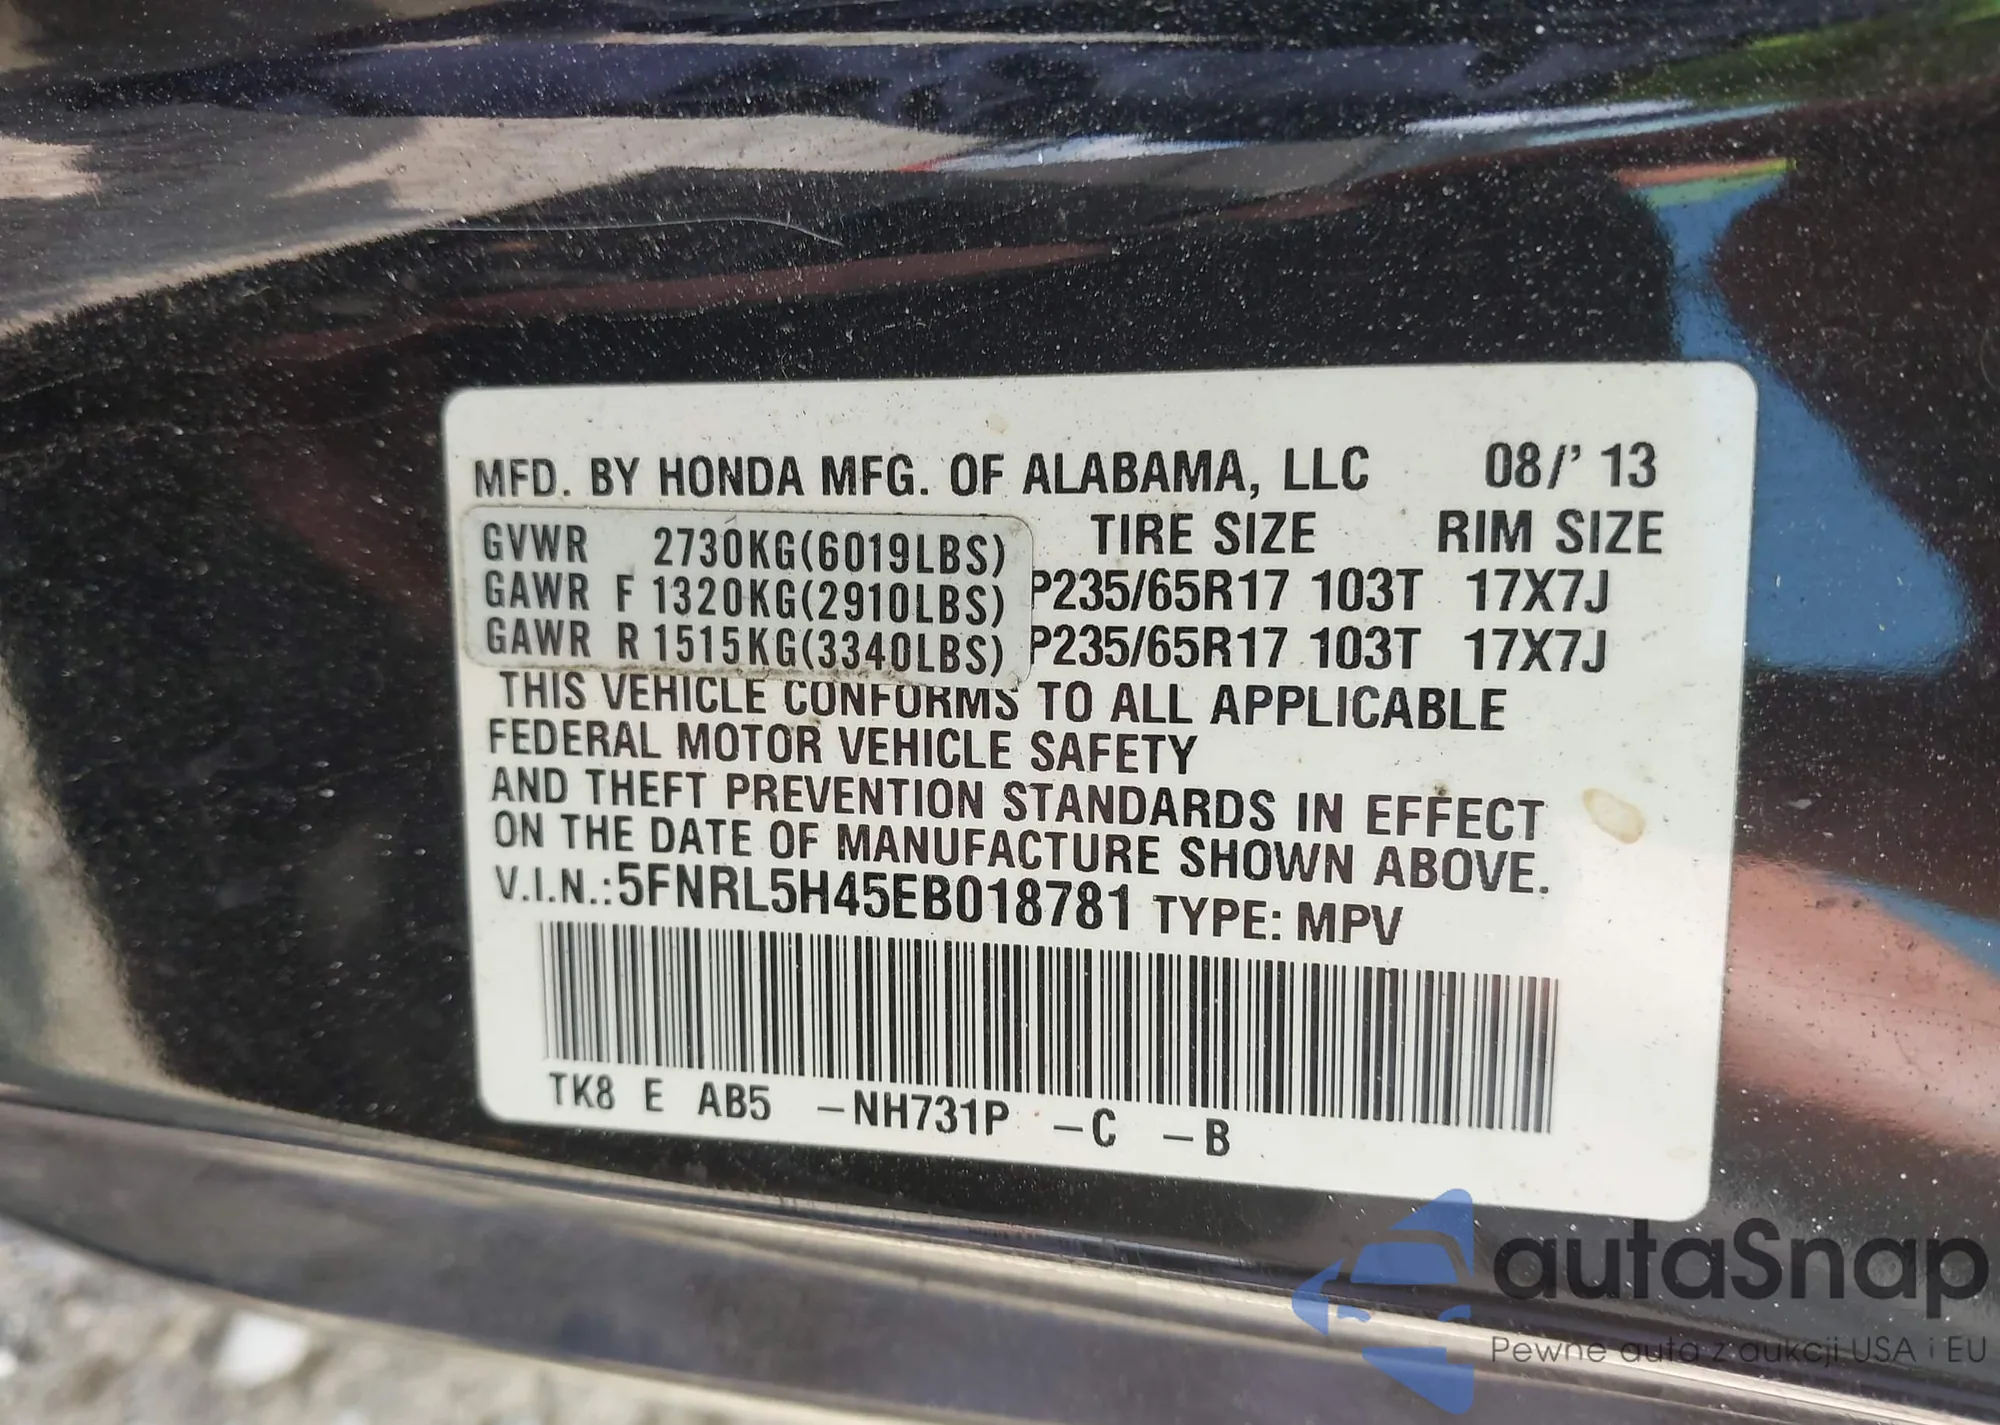 MFD. BY HONDA MFG. OF ALABAMA, LLC 08/' 13
TIRE SIZE RIM SIZE
GVWR 2730KG(6019LBS)
GAWR F 1320KG(2910LBS) P235/65R17 103T 17X7J
GAWR R 1515KG(3340LBS) P235/65R17 103T 17X7J
THIS VEHICLE CONFORMS TO ALL APPLICABLE
FEDERAL MOTOR VEHICLE SAFETY
AND THEFT PREVENTION STANDARDS IN EFFECT
ON THE DATE OF MANUFACTURE SHOWN ABOVE.
V.I.N.:5FNRL5H45EB018781 TYPE: MPV
TK8 E AB5 –NH731P –C –B
autaSnap
Pewne auta z aukcji USA i EU